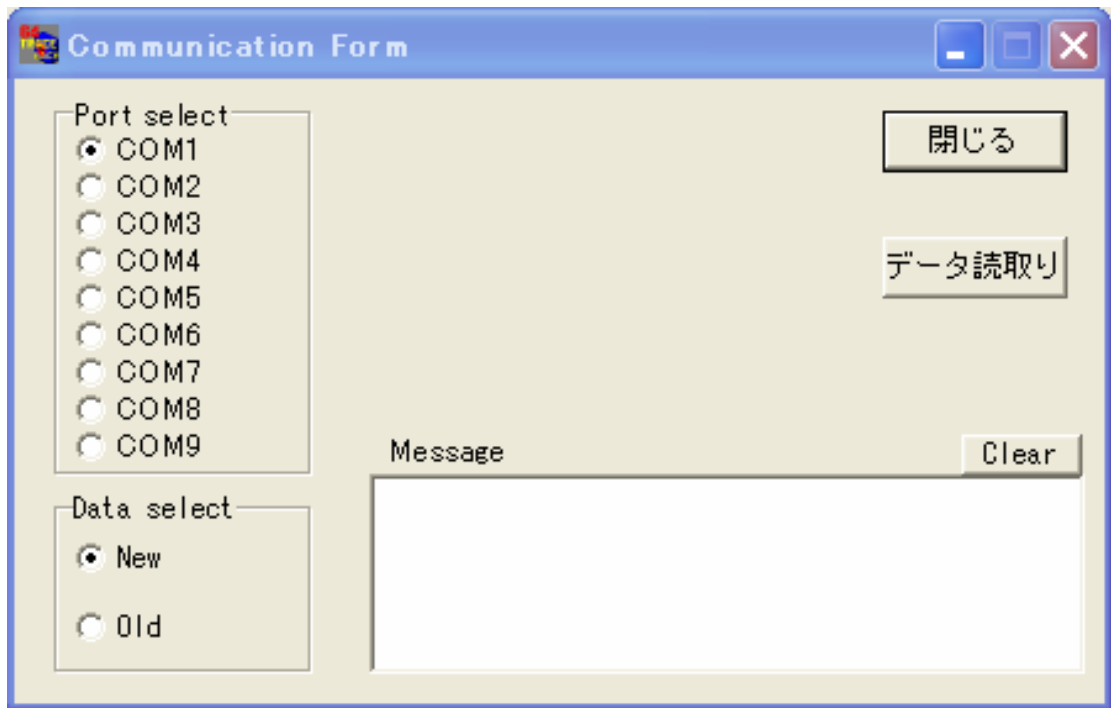 Communication Form
Port select
COM1
COM2
COM3
COM4
COM5
COM6
COM7
COM8
COM9
Data select
New
Old
閉じる
データ読取り
Message
Clear